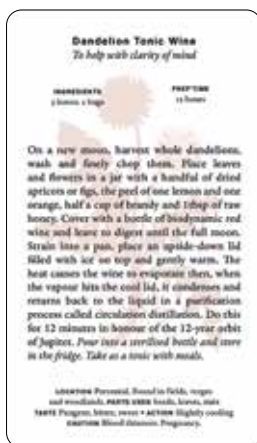 Dandelion Tonic Wine
To help with clarity of mind
INGREDIENTS
PREP TIME
On a new moon, harvest whole dandelions,
wash and finely chop them. Place leaves
and flowers in a jar with a handful of dried
apricots or figs, the peel of one lemon and one
orange, half a cup of brandy and 1tbsp of raw
honey. Cover with a bottle of biodynamic red
wine and leave to digest until the full moon.
Strain into a pan, place an upside-down lid
filled with ice on top and gently warm. The
heat causes the wine to evaporate then, when
the vapour hits the cool lid, it condenses and
returns back to the liquid in a purification
process called circulation distillation. Do this
for 12 minutes in honour of the 12-year orbit
of Jupiter. Pour into a sterilised bottle and store
in the fridge. Take as a tonic with meals.
LOCATION Perennial. Found in fields, verges
and woodlands. PARTS USED
TASTE Pungent, bitter, sweet • ACTION Slightly cooling
CAUTION Blood thinners. Pregnancy.